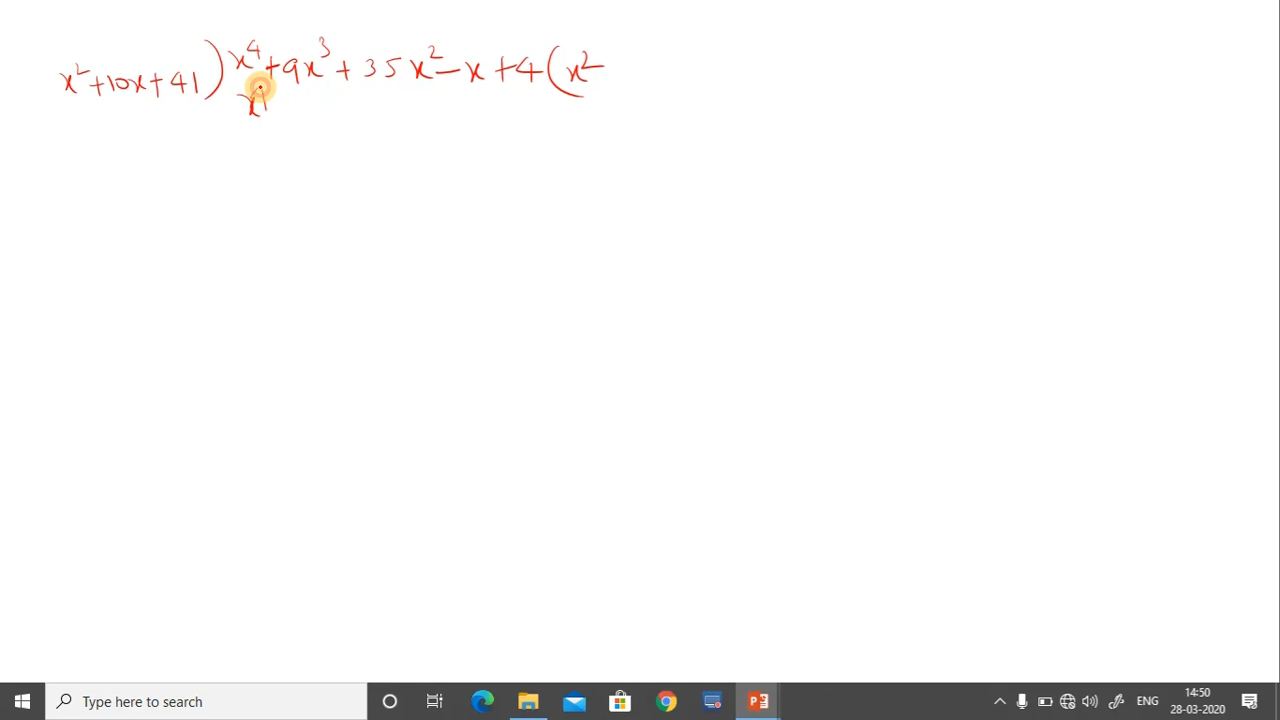 x²+10x+41)x⁴+9x³+35x²-x+4(x²
x⁴
Type here to search
ENG
14:50
28-03-2020